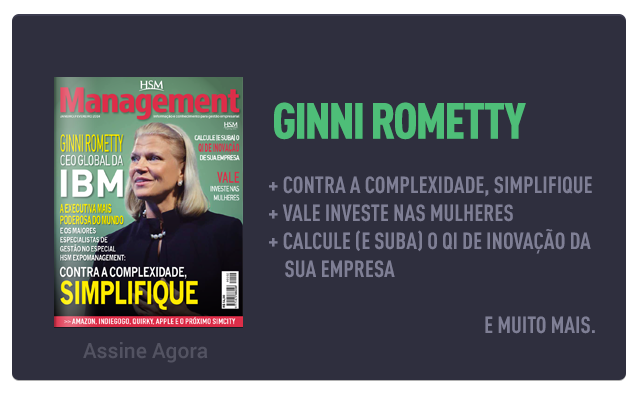 HSM
Management
GINNI ROMETTY
CEO GLOBAL DA
IBM
A EXECUTIVA MAIS
PODEROSA DO MUNDO
E OS MAIORES
ESPECIALISTAS DE
GESTÃO NO ESPECIAL
HSM EXPOMANAGEMENT:
CONTRA A COMPLEXIDADE,
SIMPLIFIQUE
HSM
CALCULE (E SUBA) O
QI DE INOVAÇÃO
DE SUA EMPRESA
VALE
INVESTE NAS
MULHERES
>>> AMAZON, INDIEGOGO, QUIRKY, APPLE E O PRÓXIMO SIMCITY
Assine Agora
GINNI ROMETTY
+ CONTRA A COMPLEXIDADE, SIMPLIFIQUE
+ VALE INVESTE NAS MULHERES
+ CALCULE (E SUBA) O QI DE INOVAÇÃO DA
SUA EMPRESA
E MUITO MAIS.